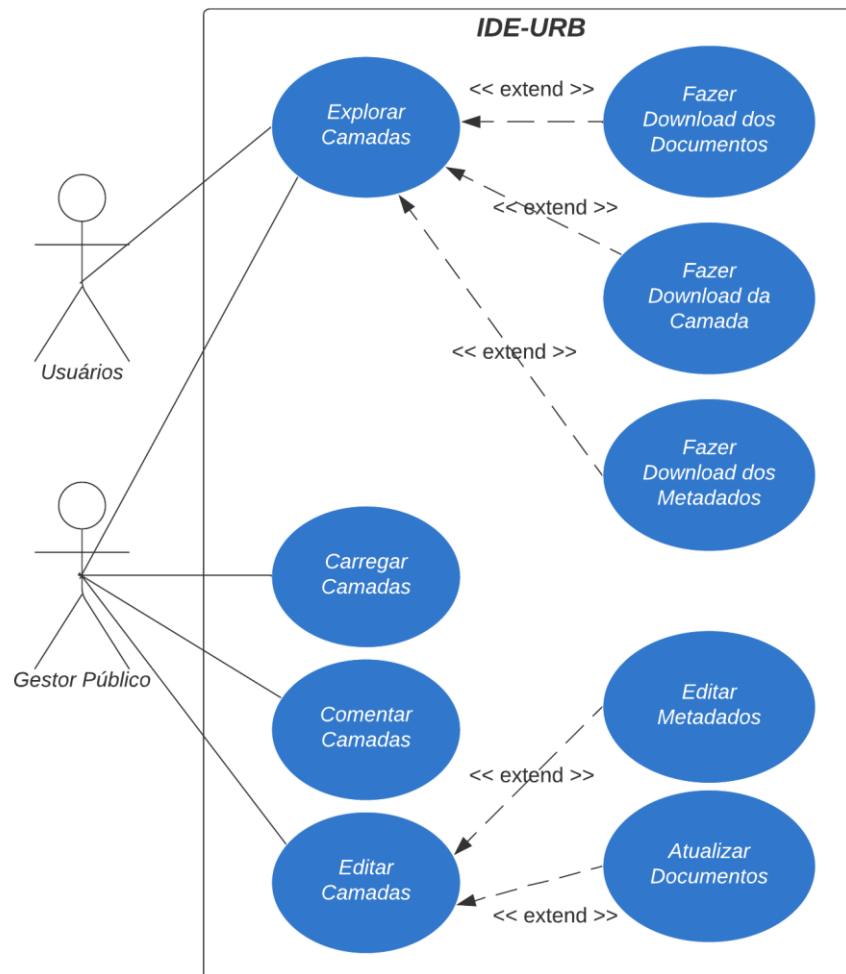 IDE-URB
Explorar
Camadas
<< extend >>
Fazer
Download dos
Documentos
<< extend >>
Fazer
Download da
Camada
Usuários
<< extend >>
Fazer
Download dos
Metadados
Carregar
Camadas
Gestor Público
Comentar
Camadas
Editar
Metadados
<< extend >>
Editar
Camadas
Atualizar
Documentos
<< extend >>